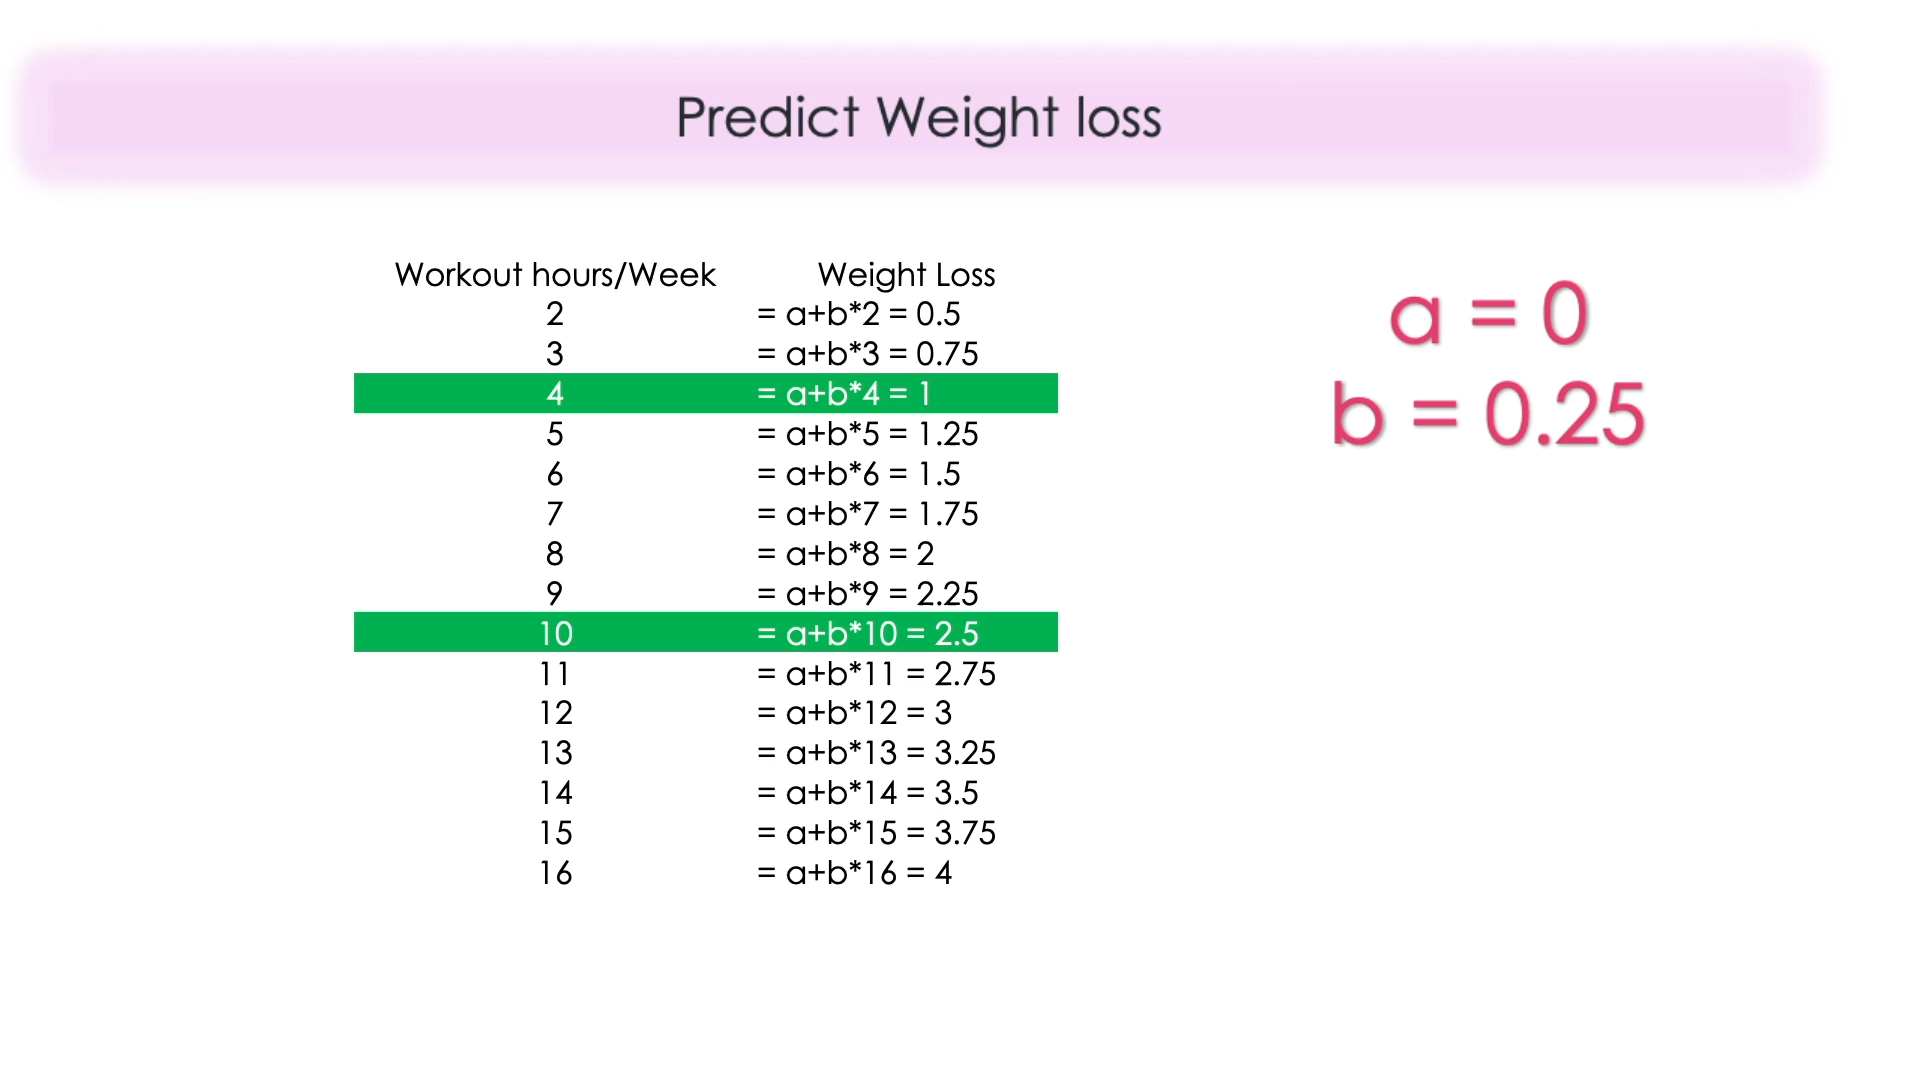 Predict Weight loss
Workout hours/Week Weight Loss
2 = a+b*2 = 0.5
3 = a+b*3 = 0.75
4 = a+b*4 = 1
5 = a+b*5 = 1.25
6 = a+b*6 = 1.5
7 = a+b*7 = 1.75
8 = a+b*8 = 2
9 = a+b*9 = 2.25
10 = a+b*10 = 2.5
11 = a+b*11 = 2.75
12 = a+b*12 = 3
13 = a+b*13 = 3.25
14 = a+b*14 = 3.5
15 = a+b*15 = 3.75
16 = a+b*16 = 4
a = 0
b = 0.25